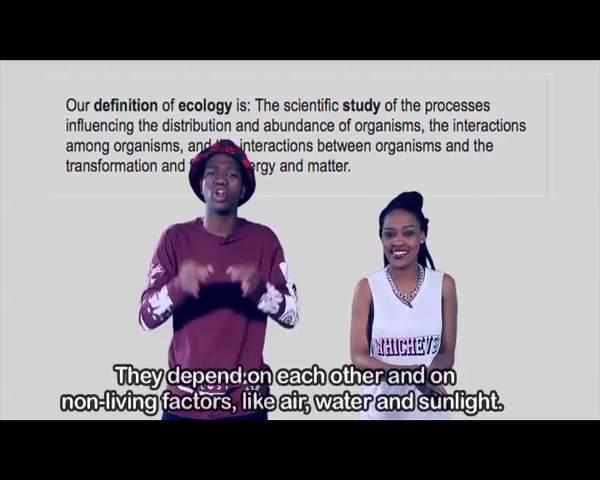 Our definition of ecology is: The scientific study of the processes
influencing the distribution and abundance of organisms, the interactions
among organisms, and interactions between organisms and the
transformation and and matter.
WHICHEVE
They depend on each other and on
non-living factors, like air, water and sunlight.